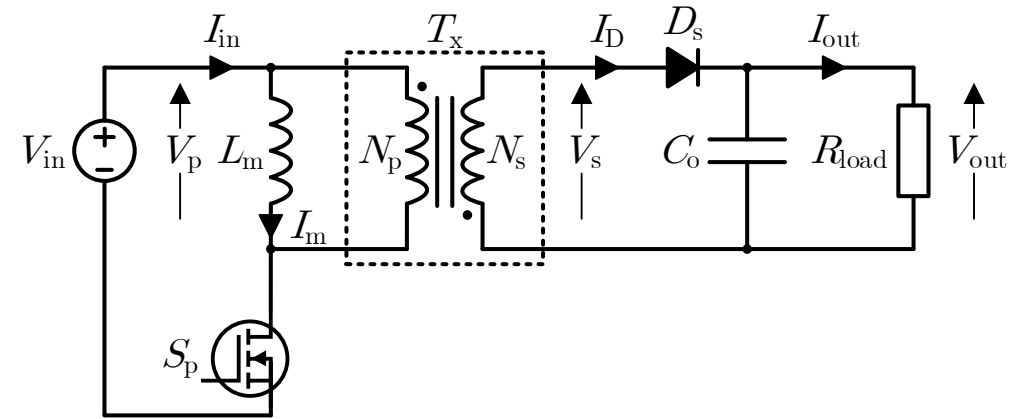 I_in T_x I_D D_s I_out
V_in V_p L_m N_p N_s V_s C_o R_load V_out
I_m
S_p